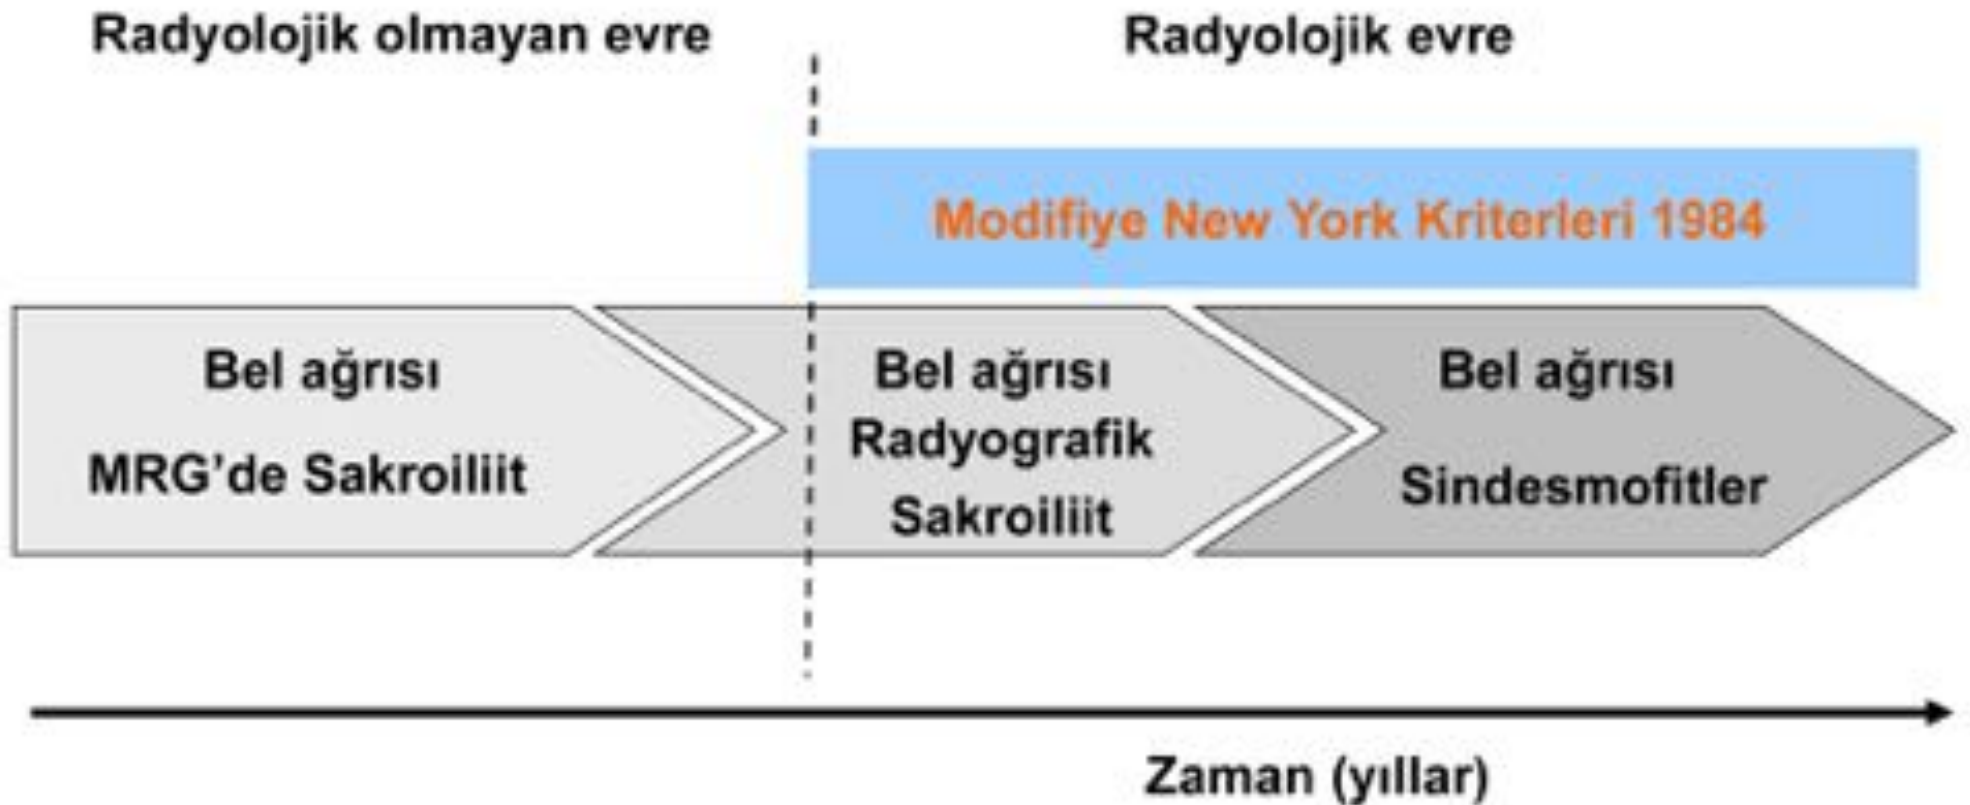 Radyolojik olmayan evre
Radyolojik evre
Modifiye New York Kriterleri 1984
Bel ağrısı
MRG’de Sakroiliit
Bel ağrısı
Radyografik
Sakroiliit
Bel ağrısı
Sindesmofitler
Zaman (yıllar)